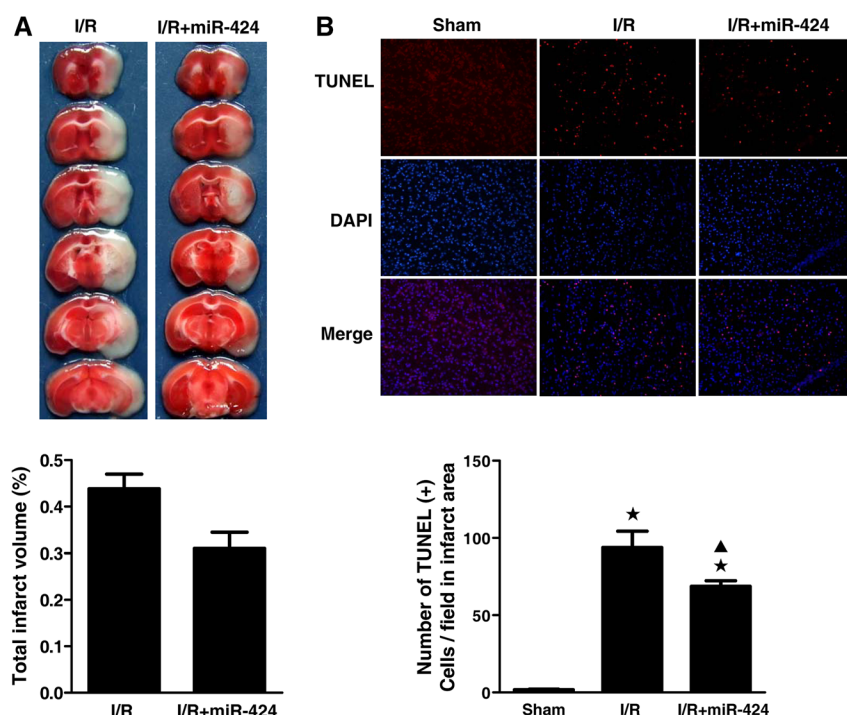 A
I/R
I/R+miR-424
B
Sham
I/R
I/R+miR-424
TUNEL
DAPI
Merge
Total infarct volume (%)
0.5
0.4
0.3
0.2
0.1
0.0
I/R
I/R+miR-424
Number of TUNEL (+)
Cells / field in infarct area
150
100
50
0
★
▲
★
Sham
I/R
I/R+miR-424